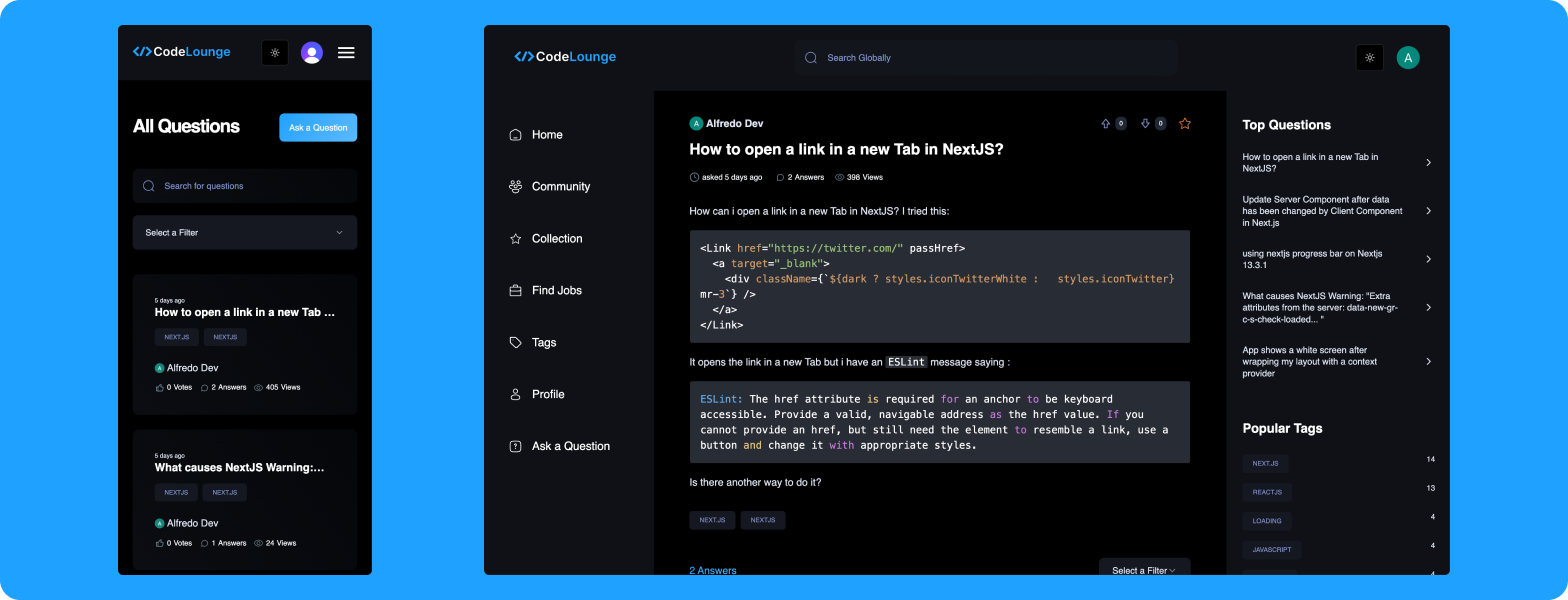 </>CodeLounge
All Questions
Ask a Question
Search for questions
Select a Filter
5 days ago
How to open a link in a new Tab ...
NEXT.JS NEXTJS
A Alfredo Dev
0 Votes 2 Answers 405 Views
5 days ago
What causes NextJS Warning:...
NEXTJS NEXT.JS
A Alfredo Dev
0 Votes 1 Answers 24 Views
</>CodeLounge
Search Globally
A
Home
Community
Collection
Find Jobs
Tags
Profile
Ask a Question
A Alfredo Dev
0 0
How to open a link in a new Tab in NextJS?
asked 5 days ago 2 Answers 398 Views
How can i open a link in a new Tab in NextJS? I tried this:
<Link href="https://twitter.com/" passHref>
<a target="_blank">
<div className={`${dark ? styles.iconTwitterWhite : styles.iconTwitter}
mr-3`} />
</a>
</Link>
It opens the link in a new Tab but i have an ESLint message saying :
ESLint: The href attribute is required for an anchor to be keyboard
accessible. Provide a valid, navigable address as the href value. If you
cannot provide an href, but still need the element to resemble a link, use a
button and change it with appropriate styles.
Is there another way to do it?
NEXT.JS NEXTJS
2 Answers
Select a Filter
Top Questions
How to open a link in a new Tab in
NextJS?
Update Server Component after data
has been changed by Client Component
in Next.js
using nextjs progress bar on Nextjs
13.3.1
What causes NextJS Warning: "Extra
attributes from the server: data-new-gr-
c-s-check-loaded... "
App shows a white screen after
wrapping my layout with a context
provider
Popular Tags
NEXT.JS 14
REACTJS 13
LOADING 4
JAVASCRIPT 4
4